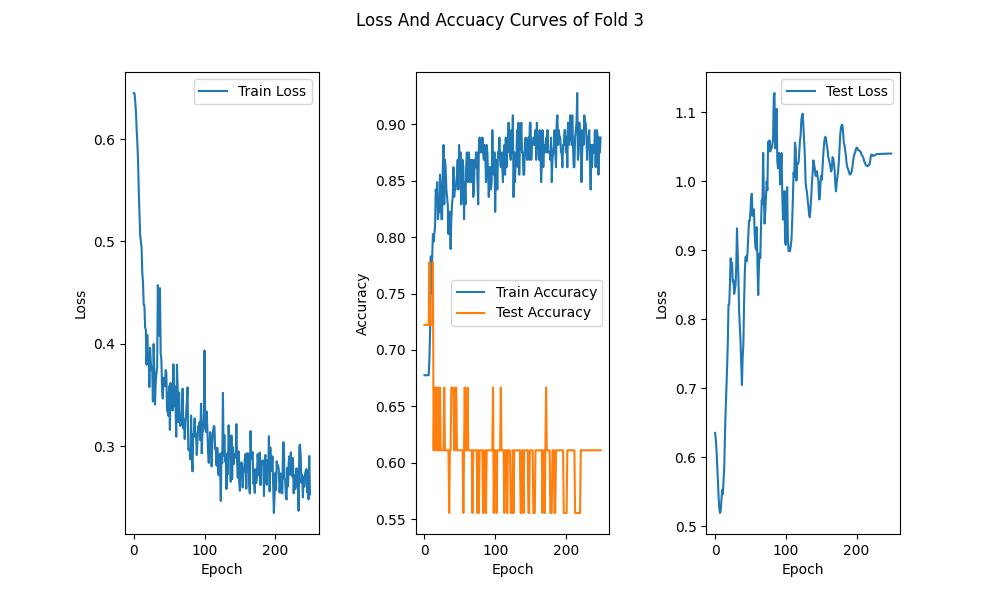 Loss And Accuacy Curves of Fold 3
Train Loss
Loss
0.6
0.5
0.4
0.3
0
100
200
Epoch
Train Accuracy
Test Accuracy
Accuracy
0.90
0.85
0.80
0.75
0.70
0.65
0.60
0.55
0
100
200
Epoch
Test Loss
Loss
1.1
1.0
0.9
0.8
0.7
0.6
0.5
0
100
200
Epoch